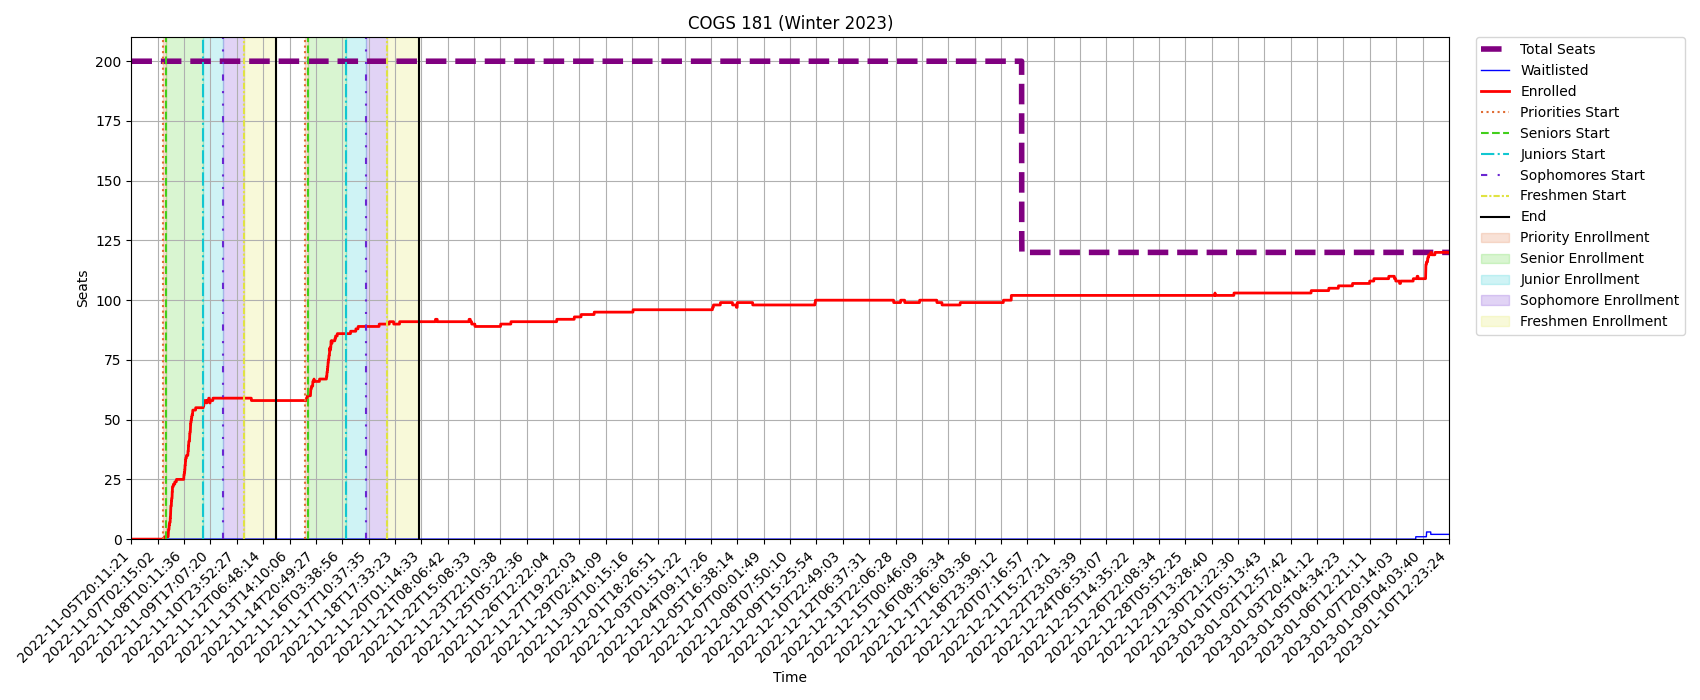 COGS 181 (Winter 2023)
Seats
200
175
150
125
100
75
50
25
0
Total Seats
Waitlisted
Enrolled
Priorities Start
Seniors Start
Juniors Start
Sophomores Start
Freshmen Start
End
Priority Enrollment
Senior Enrollment
Junior Enrollment
Sophomore Enrollment
Freshmen Enrollment
2022-11-05T20:11:21
2022-11-07T02:15:02
2022-11-08T10:11:36
2022-11-09T17:07:20
2022-11-10T23:52:27
2022-11-12T06:48:14
2022-11-13T14:10:06
2022-11-14T20:49:27
2022-11-16T03:38:56
2022-11-17T10:37:35
2022-11-18T17:33:23
2022-11-20T01:14:33
2022-11-21T08:06:42
2022-11-22T15:08:33
2022-11-25T05:22:38
2022-11-25T22:10:38
2022-11-26T12:22:04
2022-11-27T19:22:03
2022-11-29T02:41:09
2022-11-30T10:15:16
2022-12-01T18:26:51
2022-12-03T01:51:22
2022-12-04T09:17:26
2022-12-05T16:38:14
2022-12-07T00:01:49
2022-12-08T07:50:10
2022-12-09T15:25:54
2022-12-10T22:49:03
2022-12-12T06:37:31
2022-12-13T22:06:28
2022-12-15T00:46:09
2022-12-16T08:36:34
2022-12-17T16:03:36
2022-12-18T23:39:12
2022-12-20T07:16:57
2022-12-21T15:27:21
2022-12-22T23:03:39
2022-12-24T06:53:07
2022-12-25T14:35:22
2022-12-26T22:08:34
2022-12-28T05:52:25
2022-12-29T13:28:40
2022-12-30T21:22:30
2023-01-01T05:13:43
2023-01-02T12:57:42
2023-01-03T20:41:12
2023-01-05T04:34:23
2023-01-06T12:21:11
2023-01-07T20:14:03
2023-01-09T04:03:40
2023-01-10T12:23:24
Time